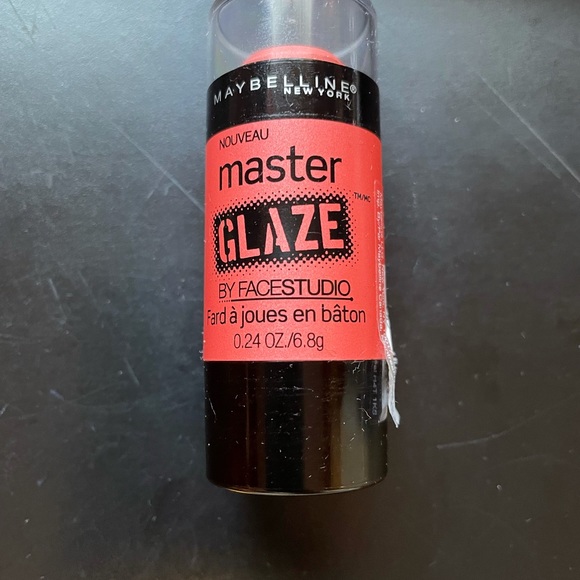 MAYBELLINE®
NEW YORK
NOUVEAU
master
TM/MC
GLAZE
BY FACESTUDIO
Fard à joues en bâton
0.24 OZ./6.8g